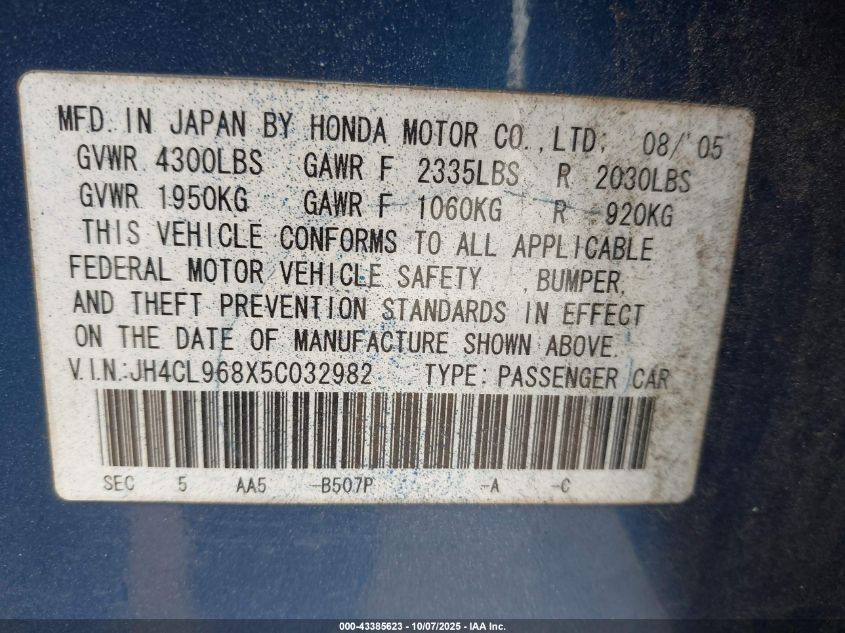 MFD. IN JAPAN BY HONDA MOTOR CO., LTD. 08/'05
GVWR 4300LBS GAWR F 2335LBS R 2030LBS
GVWR 1950KG GAWR F 1060KG R 920KG
THIS VEHICLE CONFORMS TO ALL APPLICABLE
FEDERAL MOTOR VEHICLE SAFETY , BUMPER,
AND THEFT PREVENTION STANDARDS IN EFFECT
ON THE DATE OF MANUFACTURE SHOWN ABOVE.
V.I.N.:JH4CL968X5C032982 TYPE: PASSENGER CAR
SEC 5 AA5 -B507P -A -C
000-43385623 - 10/07/2025 - IAA Inc.